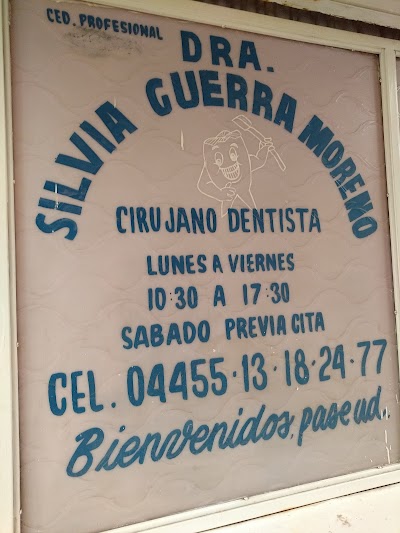 CED. PROFESIONAL
DRA.
SILVIA GUERRA MORENO
CIRUJANO DENTISTA
LUNES A VIERNES
10:30 A 17:30
SABADO PREVIA CITA
CEL. 04455·13·18·24·77
Bienvenidos, pase ud.